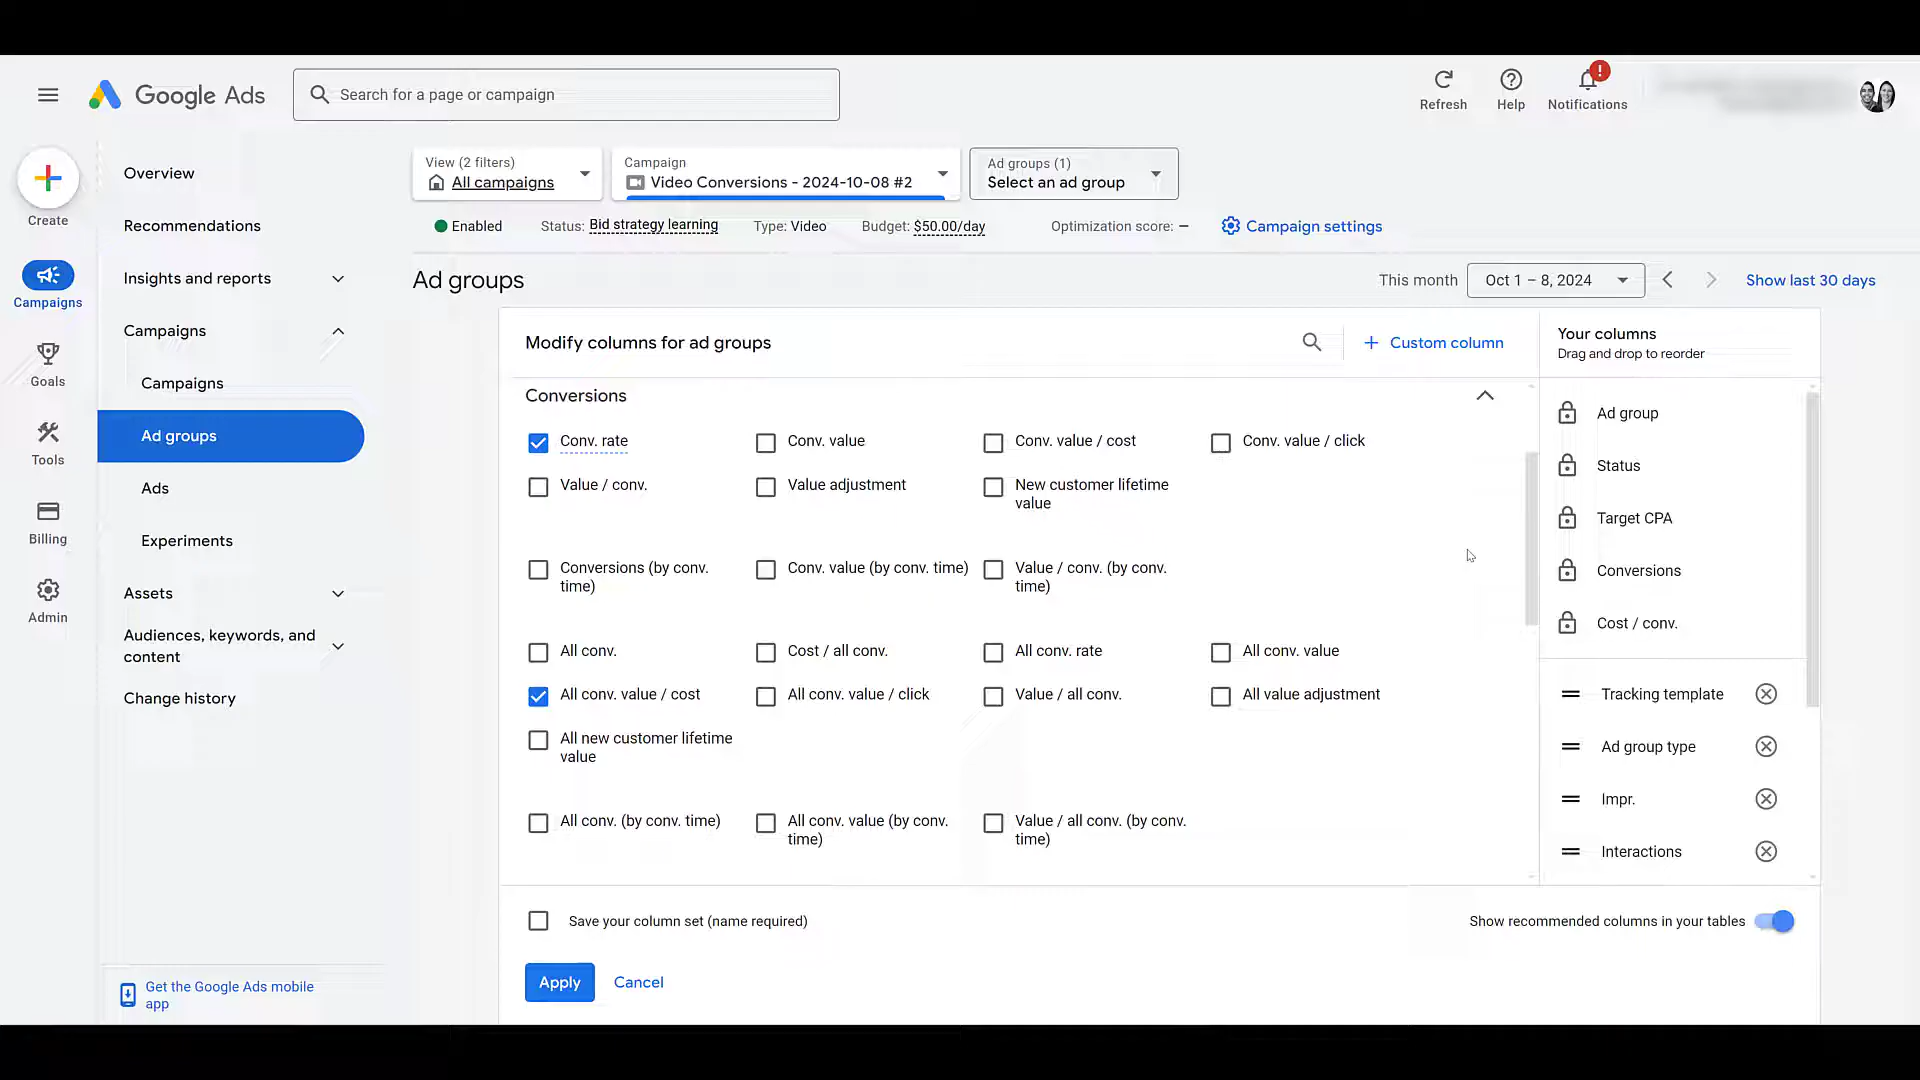 Google Ads
Search for a page or campaign
Refresh
Help
!
Notifications
Create
Campaigns
Goals
Tools
Billing
Admin
Overview
Recommendations
Insights and reports
Campaigns
Campaigns
Ad groups
Ads
Experiments
Assets
Audiences, keywords, and
content
Change history
Get the Google Ads mobile
app
View (2 filters)
All campaigns
Campaign
Video Conversions - 2024-10-08 #2
Ad groups (1)
Select an ad group
Enabled
Status: Bid strategy learning
Type: Video
Budget: $50.00/day
Optimization score: –
Campaign settings
Ad groups
This month
Oct 1 – 8, 2024
Show last 30 days
Modify columns for ad groups
+ Custom column
Conversions
Conv. rate
Conv. value
Conv. value / cost
Conv. value / click
Value / conv.
Value adjustment
New customer lifetime
value
Conversions (by conv.
time)
Conv. value (by conv. time)
Value / conv. (by conv.
time)
All conv.
Cost / all conv.
All conv. rate
All conv. value
All conv. value / cost
All conv. value / click
Value / all conv.
All value adjustment
All new customer lifetime
value
All conv. (by conv. time)
All conv. value (by conv.
time)
Value / all conv. (by conv.
time)
Save your column set (name required)
Show recommended columns in your tables
Apply
Cancel
Your columns
Drag and drop to reorder
Ad group
Status
Target CPA
Conversions
Cost / conv.
Tracking template
Ad group type
Impr.
Interactions